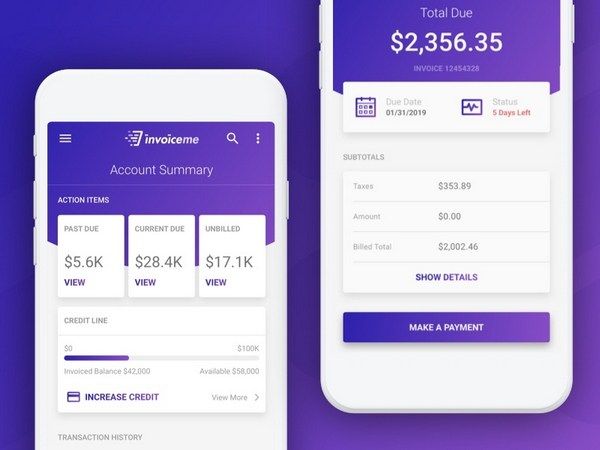 invoiceme
Account Summary
ACTION ITEMS
PAST DUE
$5.6K
VIEW
CURRENT DUE
$28.4K
VIEW
UNBILLED
$17.1K
VIEW
CREDIT LINE
$0 $100K
Invoiced Balance $42,000 Available $58,000
INCREASE CREDIT View More
TRANSACTION HISTORY
Total Due
$2,356.35
INVOICE 12454328
Due Date
01/31/2019
Status
5 Days Left
SUBTOTALS
Taxes $353.89
Amount $0.00
Billed Total $2,002.46
SHOW DETAILS
MAKE A PAYMENT